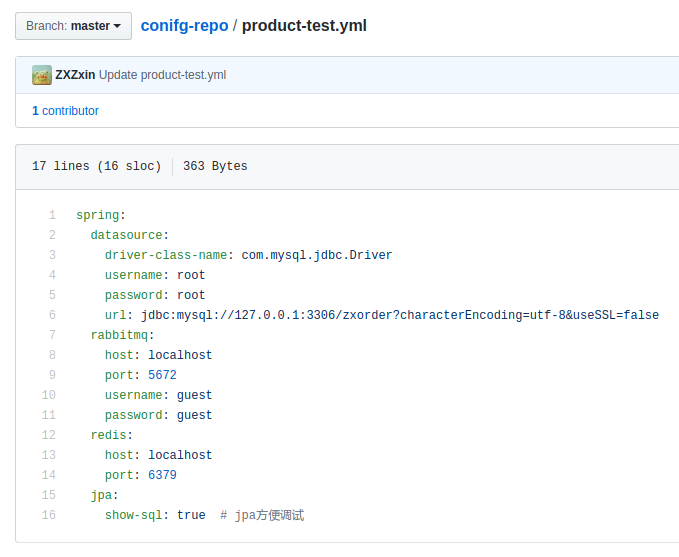 Branch: master conifg-repo / product-test.yml
ZXZxin Update product-test.yml
1 contributor
17 lines (16 sloc) 363 Bytes
1 spring:
2   datasource:
3     driver-class-name: com.mysql.jdbc.Driver
4     username: root
5     password: root
6     url: jdbc:mysql://127.0.0.1:3306/zxorder?characterEncoding=utf-8&useSSL=false
7   rabbitmq:
8     host: localhost
9     port: 5672
10     username: guest
11     password: guest
12   redis:
13     host: localhost
14     port: 6379
15   jpa:
16     show-sql: true  # jpa方便调试